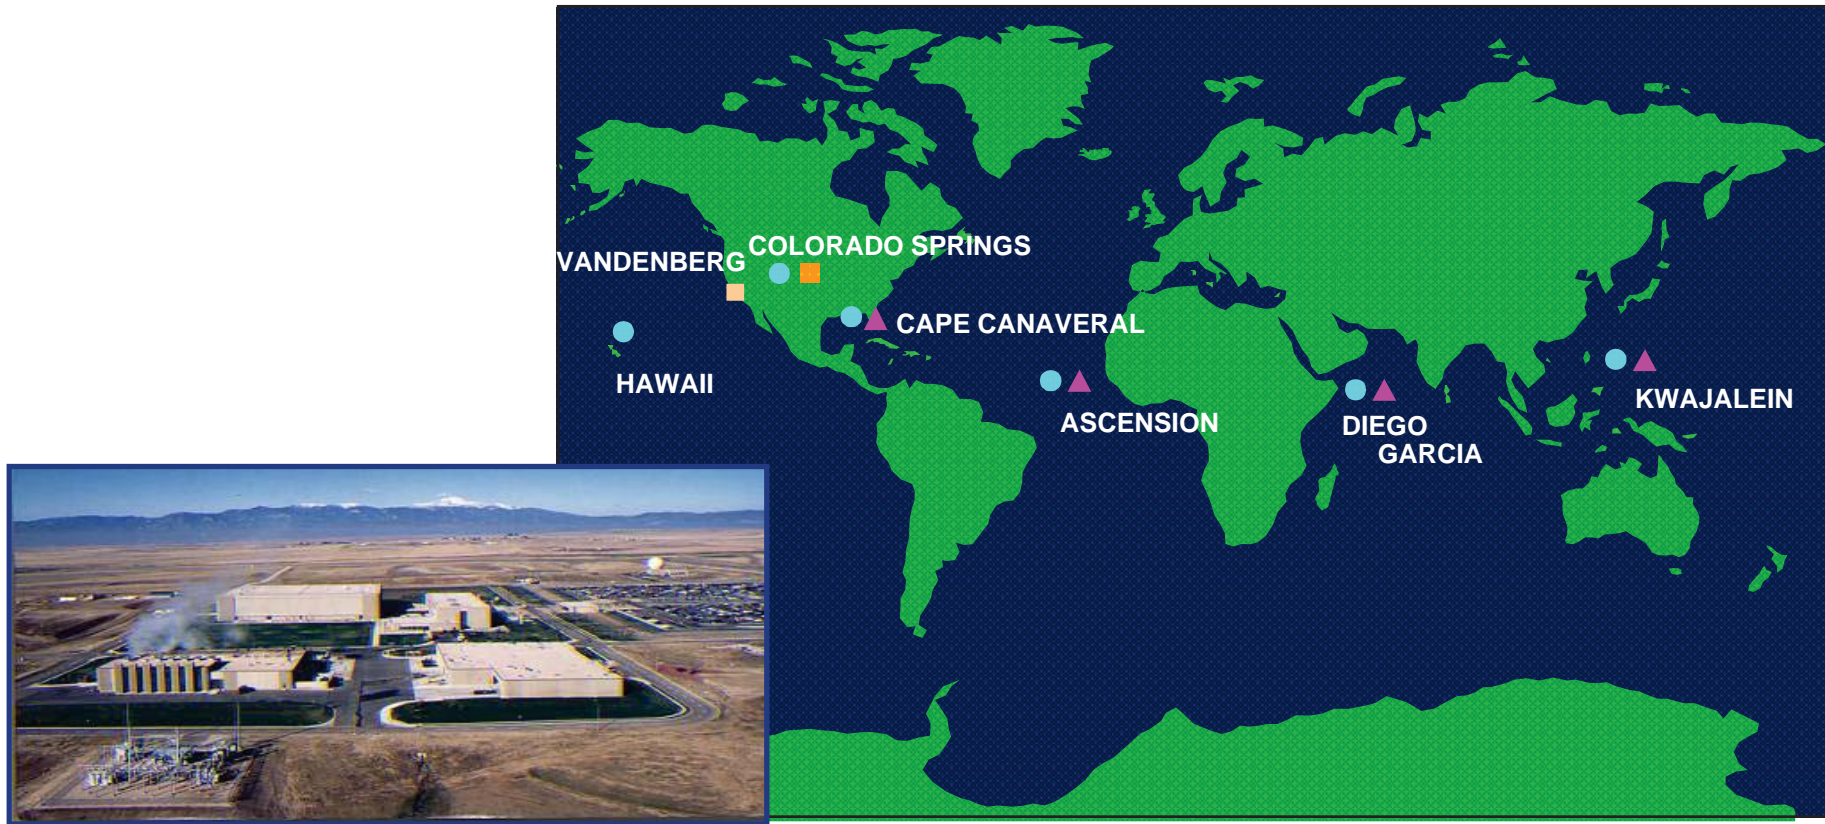 COLORADO SPRINGS
VANDENBERG
CAPE CANAVERAL
HAWAII
KWAJALEIN
ASCENSION
DIEGO
GARCIA